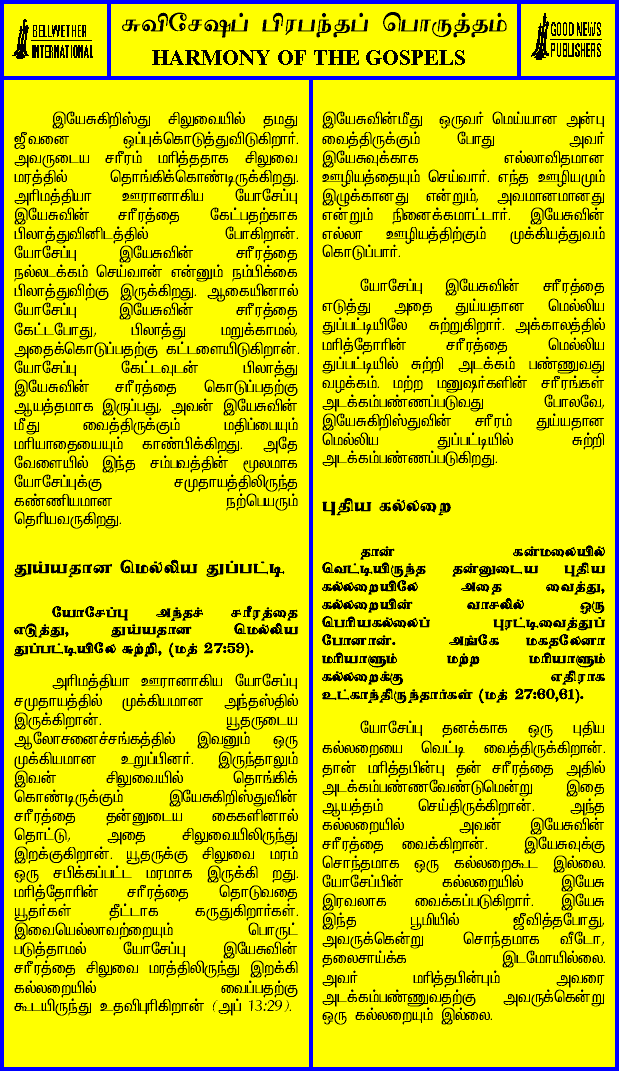 BELLWETHER
INTERNATIONAL
சுவிசேஷப் பிரபந்தப் பொருத்தம்
HARMONY OF THE GOSPELS
GOOD NEWS
PUBLISHERS
இயேசுகிறிஸ்து சிலுவையில் தமது
ஜீவனை ஒப்புக்கொடுத்துவிடுகிறார்.
அவருடைய சரீரம் மரித்ததாக சிலுவை
மரத்தில் தொங்கிக்கொண்டிருக்கிறது.
அரிமத்தியா ஊரானாகிய யோசேப்பு
இயேசுவின் சரீரத்தை கேட்பதற்காக
பிலாத்துவினிடத்தில் போகிறான்.
யோசேப்பு இயேசுவின் சரீரத்தை
நல்லடக்கம் செய்வான் என்னும் நம்பிக்கை
பிலாத்துவிற்கு இருக்கிறது. ஆகையினால்
யோசேப்பு இயேசுவின் சரீரத்தை
கேட்டபோது, பிலாத்து மறுக்காமல்,
அதைக்கொடுப்பதற்கு கட்டளையிடுகிறான்.
யோசேப்பு கேட்டவுடன் பிலாத்து
இயேசுவின் சரீரத்தை கொடுப்பதற்கு
ஆயத்தமாக இருப்பது, அவன் இயேசுவின்
மீது வைத்திருக்கும் மதிப்பையும்
மரியாதையையும் காண்பிக்கிறது. அதே
வேளையில் இந்த சம்பவத்தின் மூலமாக
யோசேப்புக்கு சமுதாயத்திலிருந்த
கண்ணியமான நற்பெயரும்
தெரியவருகிறது.
துய்யதான மெல்லிய துப்பட்டி
யோசேப்பு அந்தச் சரீரத்தை
எடுத்து, துய்யதான மெல்லிய
துப்பட்டியிலே சுற்றி, (மத் 27:59).
அரிமத்தியா ஊரானாகிய யோசேப்பு
சமுதாயத்தில் முக்கியமான அந்தஸ்தில்
இருக்கிறான். யூதருடைய
ஆலோசனைச்சங்கத்தில் இவனும் ஒரு
முக்கியமான உறுப்பினர். இருந்தாலும்
இவன் சிலுவையில் தொங்கிக்
கொண்டிருக்கும் இயேசுகிறிஸ்துவின்
சரீரத்தை தன்னுடைய கைகளினால்
தொட்டு, அதை சிலுவையிலிருந்து
இறக்குகிறான். யூதருக்கு சிலுவை மரம்
ஒரு சபிக்கப்பட்ட மரமாக இருக்கி றது.
மரித்தோரின் சரீரத்தை தொடுவதை
யூதர்கள் தீட்டாக கருதுகிறார்கள்.
இவையெல்லாவற்றையும் பொருட்
படுத்தாமல் யோசேப்பு இயேசுவின்
சரீரத்தை சிலுவை மரத்திலிருந்து இறக்கி
கல்லறையில் வைப்பதற்கு
கூடயிருந்து உதவிபுரிகிறான் (அப் 13:29).
இயேசுவின்மீது ஒருவர் மெய்யான அன்பு
வைத்திருக்கும் போது அவர்
இயேசுவுக்காக எல்லாவிதமான
ஊழியத்தையும் செய்வார். எந்த ஊழியமும்
இழுக்கானது என்றும், அவமானமானது
என்றும் நினைக்கமாட்டார். இயேசுவின்
எல்லா ஊழியத்திற்கும் முக்கியத்துவம்
கொடுப்பார்.
யோசேப்பு இயேசுவின் சரீரத்தை
எடுத்து அதை துய்யதான மெல்லிய
துப்பட்டியிலே சுற்றுகிறார். அக்காலத்தில்
மரித்தோரின் சரீரத்தை மெல்லிய
துப்பட்டியில் சுற்றி அடக்கம் பண்ணுவது
வழக்கம். மற்ற மனுஷர்களின் சரீரங்கள்
அடக்கம்பண்ணப்படுவது போலவே,
இயேசுகிறிஸ்துவின் சரீரம் துய்யதான
மெல்லிய துப்பட்டியில் சுற்றி
அடக்கம்பண்ணப்படுகிறது.
புதிய கல்லறை
தான் கன்மலையில்
வெட்டியிருந்த தன்னுடைய புதிய
கல்லறையிலே அதை வைத்து,
கல்லறையின் வாசலில் ஒரு
பெரியகல்லைப் புரட்டிவைத்துப்
போனான். அங்கே மகதலேனா
மரியாளும் மற்ற மரியாளும்
கல்லறைக்கு எதிராக
உட்காந்திருந்தார்கள் (மத் 27:60,61).
யோசேப்பு தனக்காக ஒரு புதிய
கல்லறையை வெட்டி வைத்திருக்கிறான்.
தான் மரித்தபின்பு தன் சரீரத்தை அதில்
அடக்கம்பண்ணவேண்டுமென்று இதை
ஆயத்தம் செய்திருக்கிறான். அந்த
கல்லறையில் அவன் இயேசுவின்
சரீரத்தை வைக்கிறான். இயேசுவுக்கு
சொந்தமாக ஒரு கல்லறைகூட இல்லை.
யோசேப்பின் கல்லறையில் இயேசு
இரவலாக வைக்கப்படுகிறார். இயேசு
இந்த பூமியில் ஜீவித்தபோது,
அவருக்கென்று சொந்தமாக வீடோ,
தலைசாய்க்க இடமோயில்லை.
அவர் மரித்தபின்பும் அவரை
அடக்கம்பண்ணுவதற்கு அவருக்கென்று
ஒரு கல்லறையும் இல்லை.